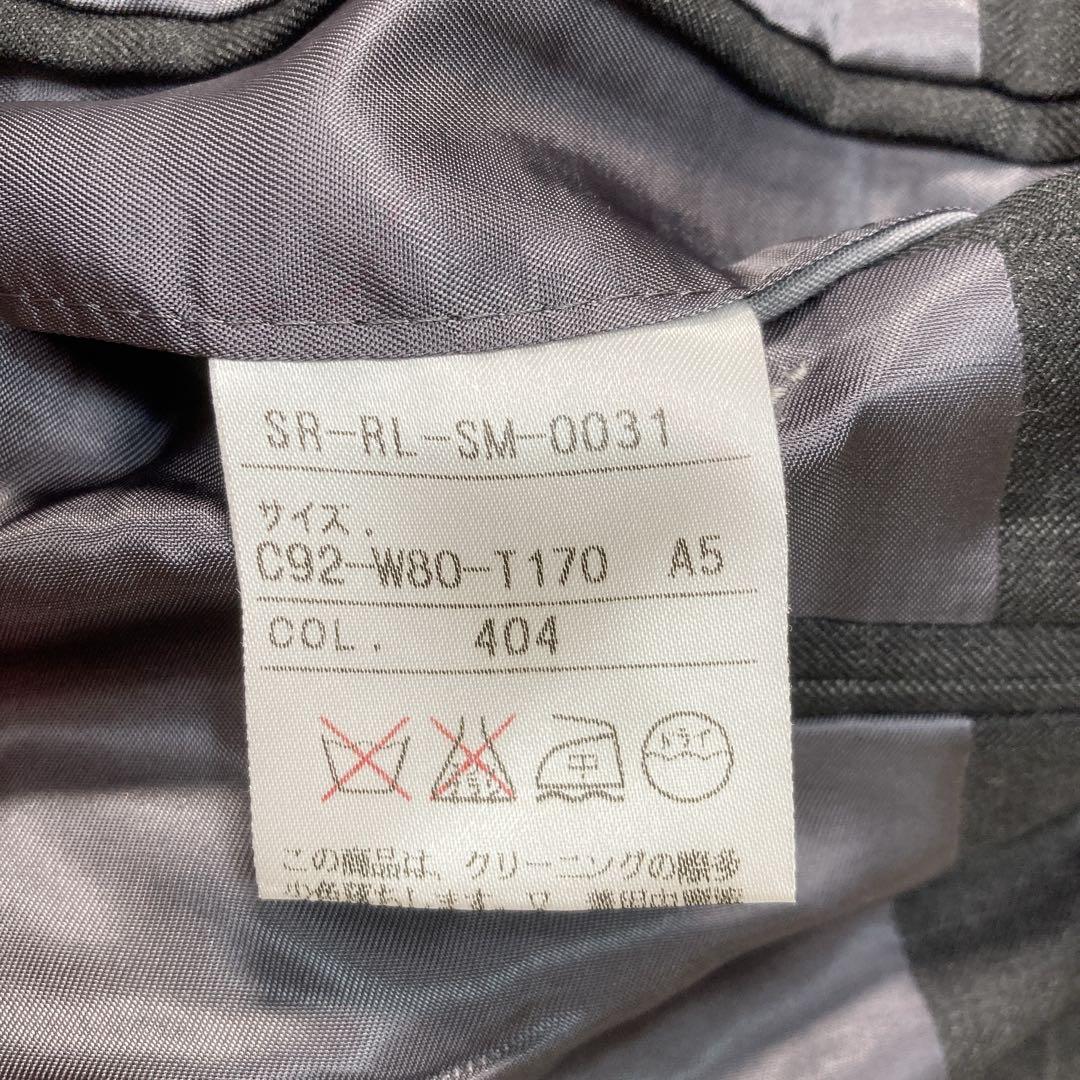 SR-RL-SM-0031
サイズ.
C92-W80-T170 A5
COL. 404
中 ドライ
この商品は、クリーニングの際多